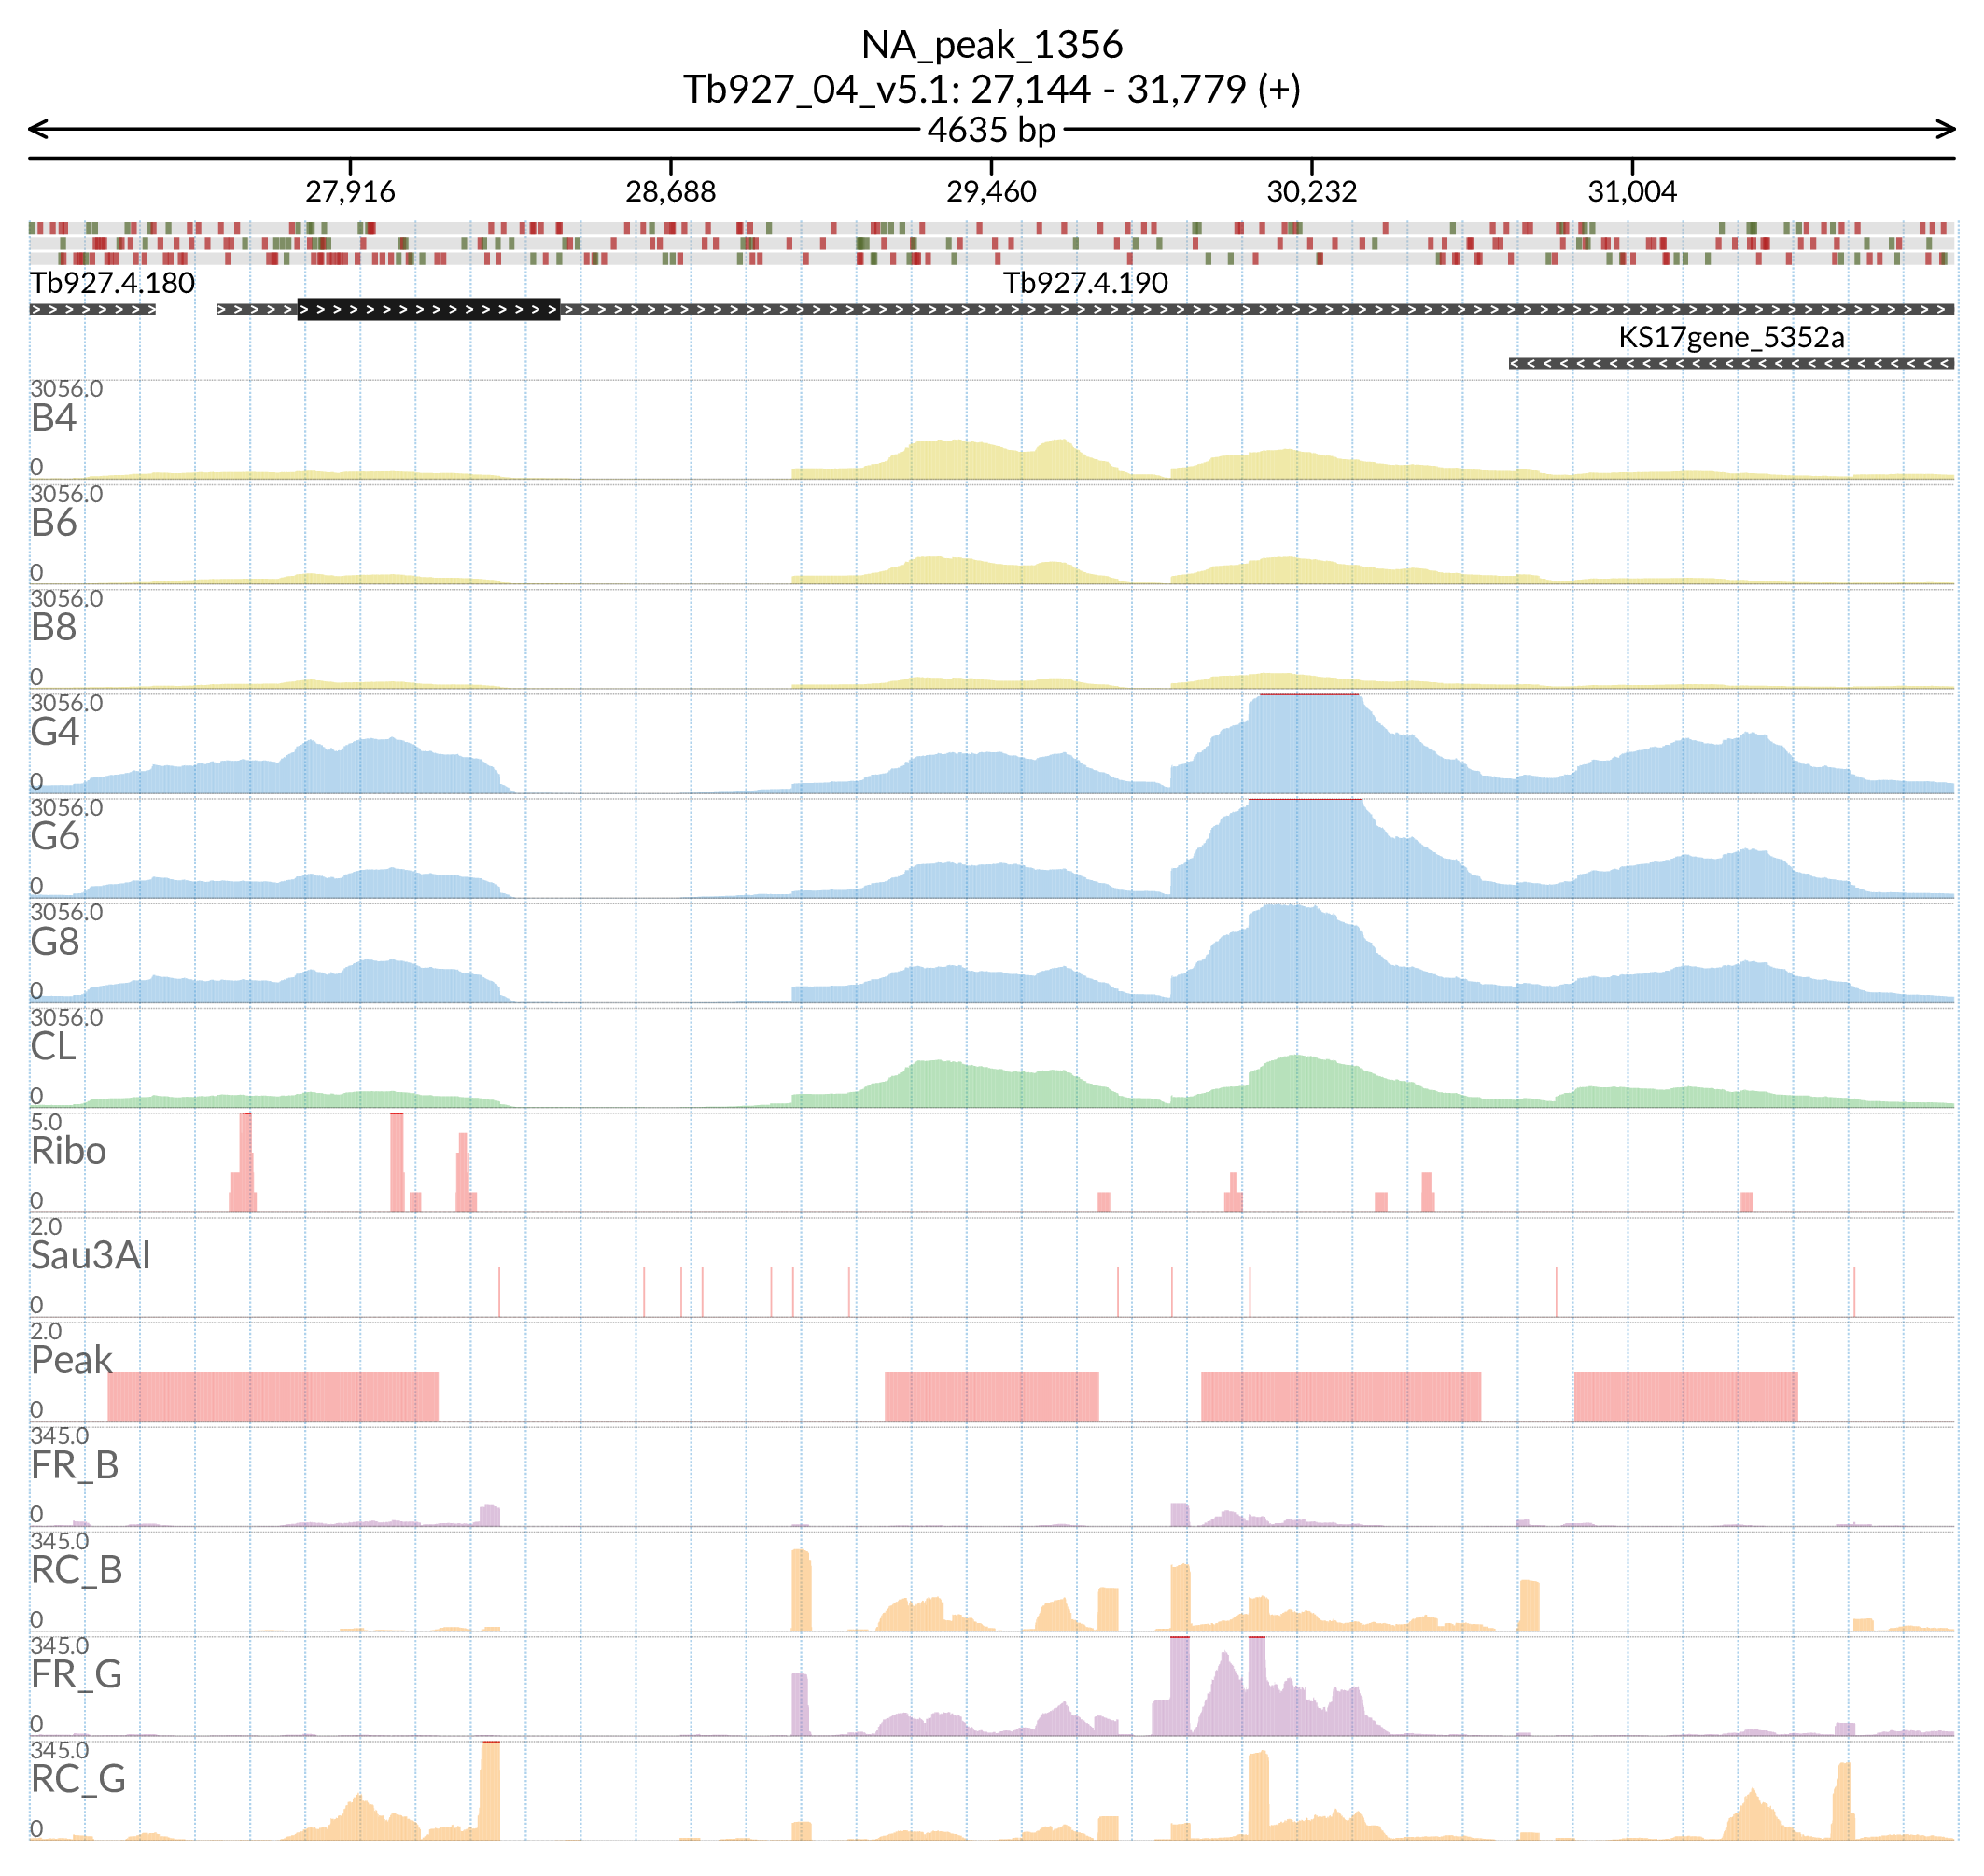 NA_peak_1356
Tb927_04_v5.1: 27,144 - 31,779 (+)
4635 bp
27,916 28,688 29,460 30,232 31,004
Tb927.4.180 Tb927.4.190
KS17gene_5352a
3056.0
B4
0
3056.0
B6
0
3056.0
B8
0
3056.0
G4
0
3056.0
G6
0
3056.0
G8
0
3056.0
CL
0
5.0
Ribo
0
2.0
Sau3AI
0
2.0
Peak
0
345.0
FR_B
0
345.0
RC_B
0
345.0
FR_G
0
345.0
RC_G
0